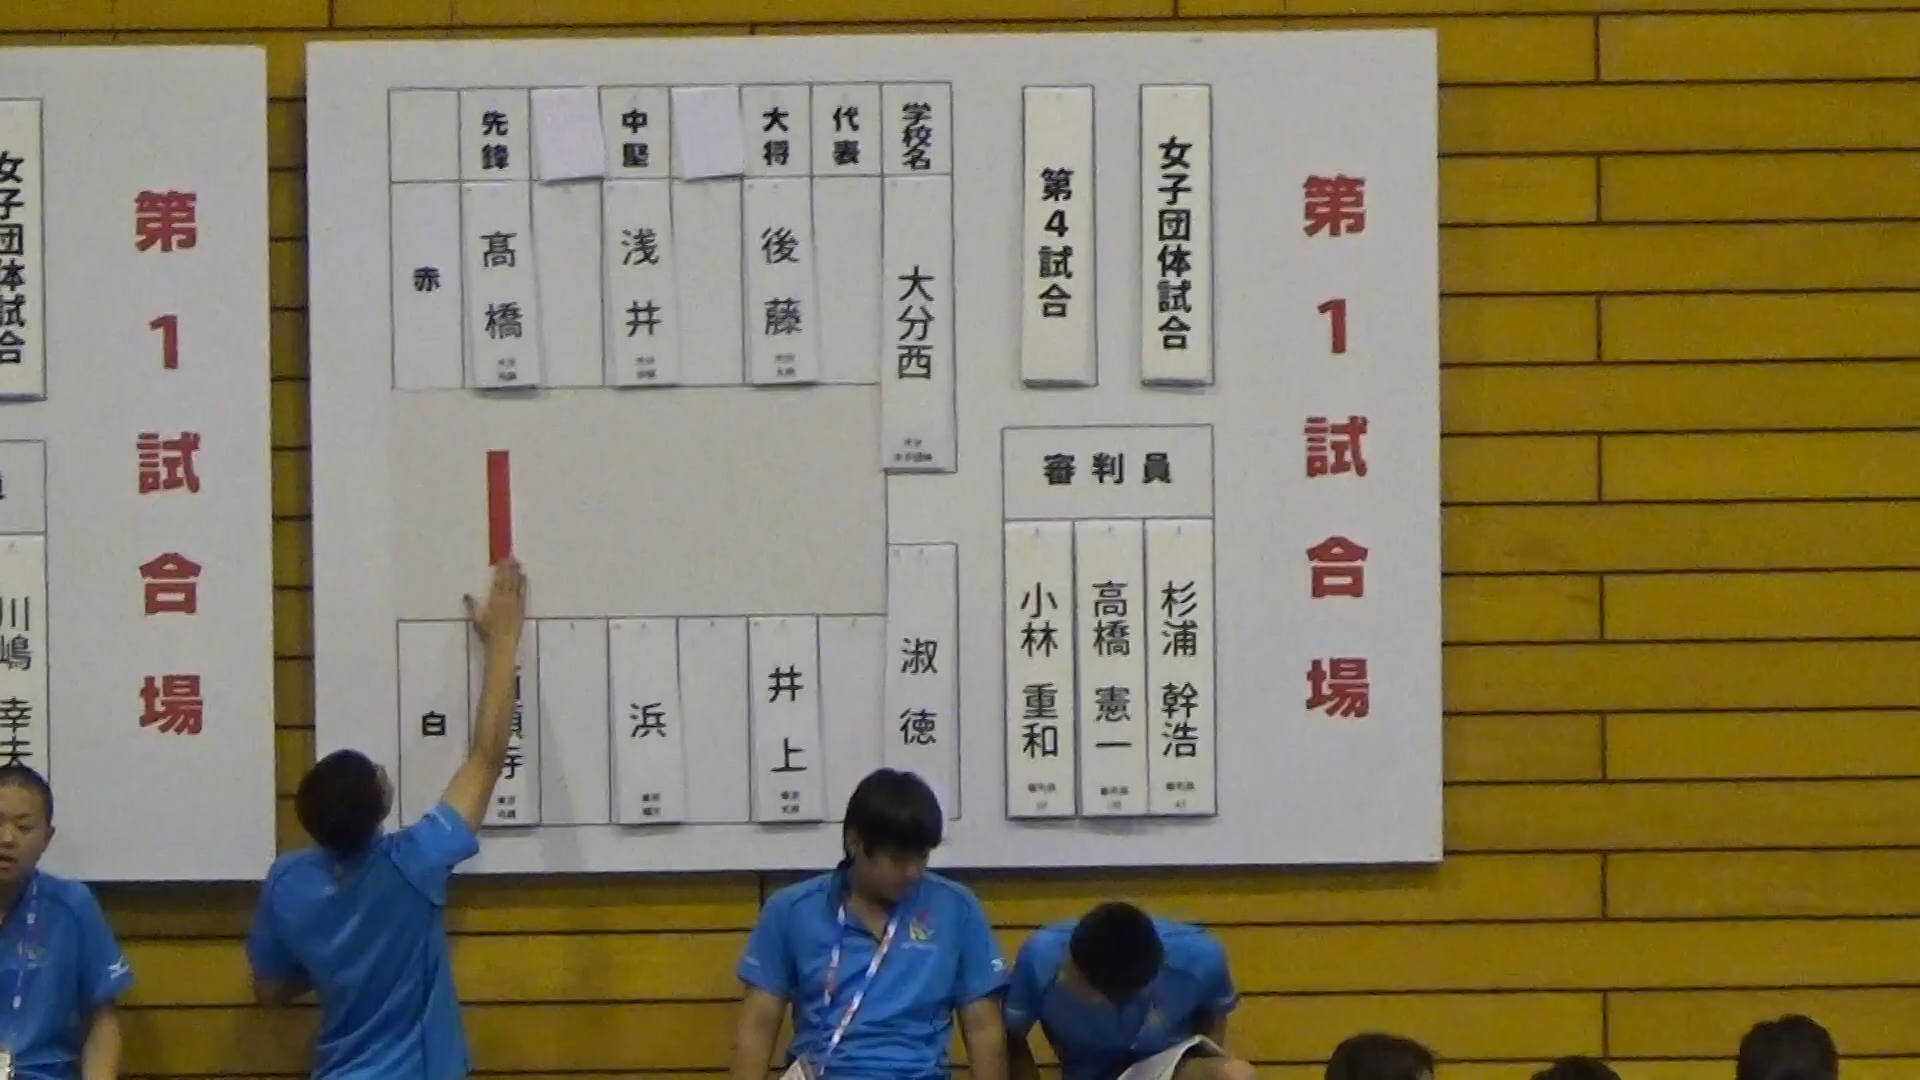 第1試合場
女子団体試合
第4試合
学校名
代表
大将
中堅
先鋒
赤
大分西
後藤
浅井
髙橋
白
淑徳
井上
浜
審判員
杉浦 幹浩
高橋 憲一
小林 重和
第1試合場
女子団体試合
川嶋 幸夫